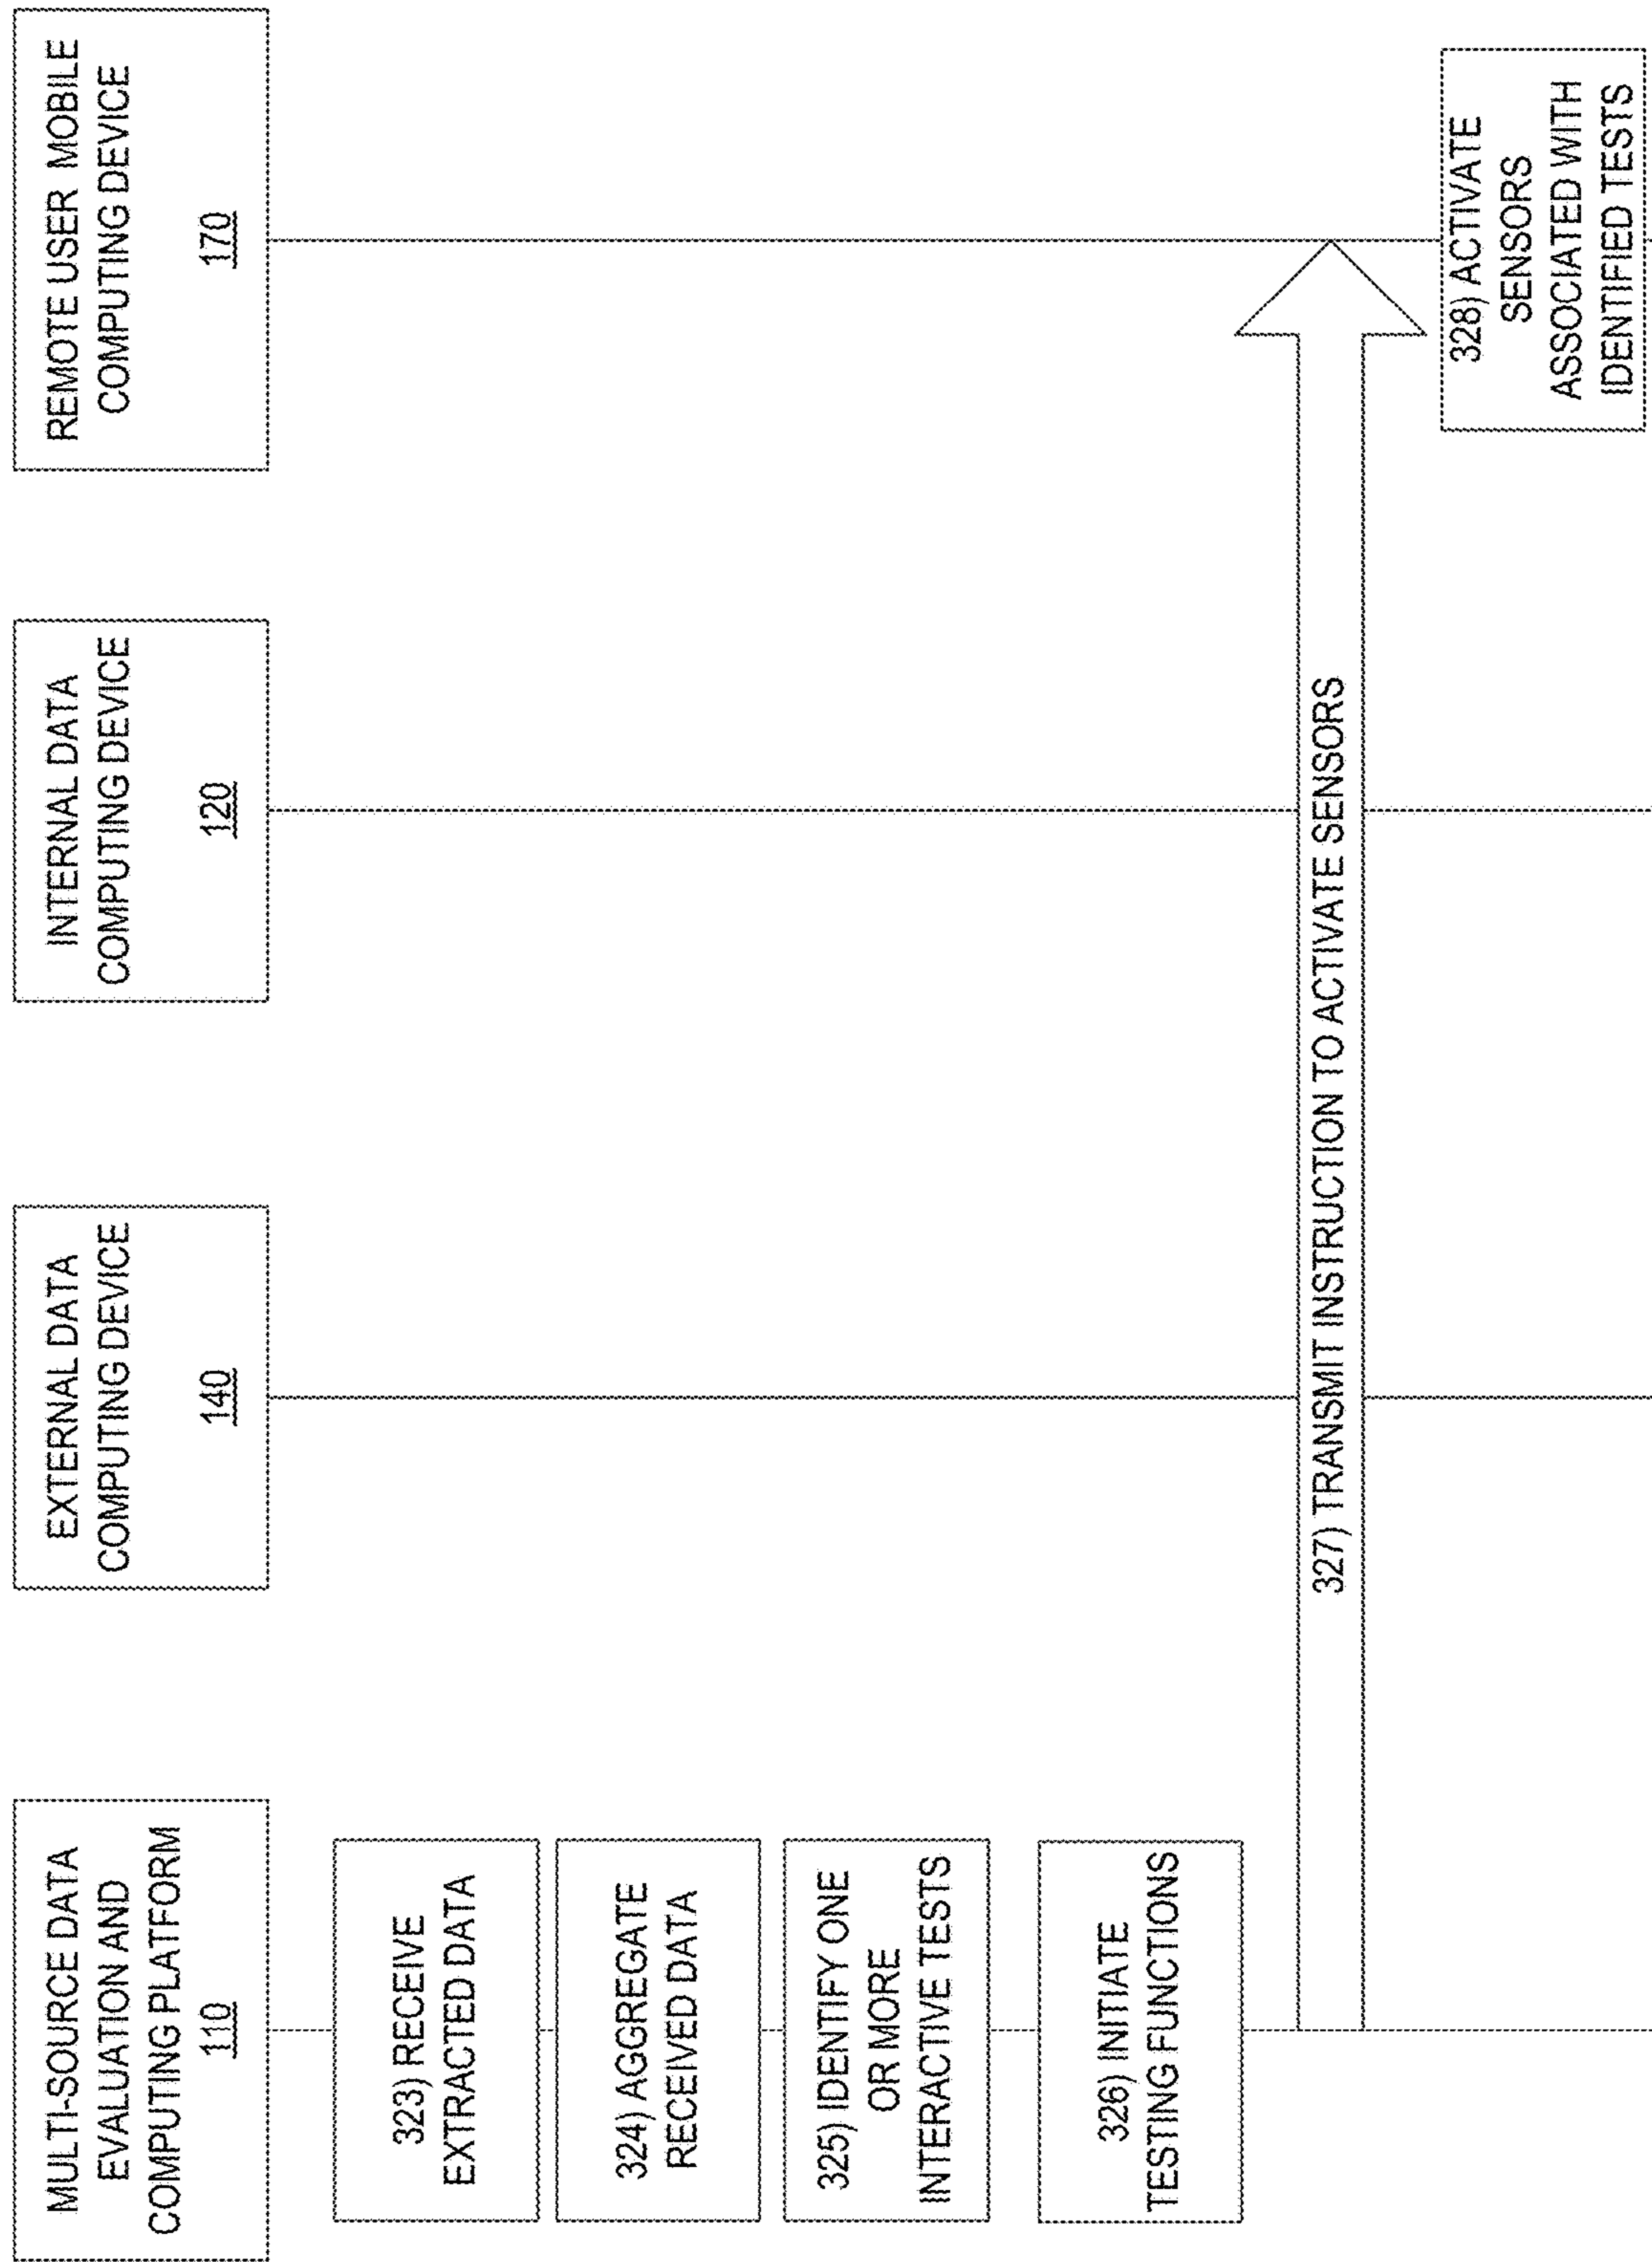 MULTI-SOURCE DATA
EVALUATION AND
COMPUTING PLATFORM
110
EXTERNAL DATA
COMPUTING DEVICE
140
INTERNAL DATA
COMPUTING DEVICE
120
REMOTE USER MOBILE
COMPUTING DEVICE
170
323) RECEIVE
EXTRACTED DATA
324) AGGREGATE
RECEIVED DATA
325) IDENTIFY ONE
OR MORE
INTERACTIVE TESTS
326) INITIATE
TESTING FUNCTIONS
327) TRANSMIT INSTRUCTION TO ACTIVATE SENSORS
328) ACTIVATE
SENSORS
ASSOCIATED WITH
IDENTIFIED TESTS